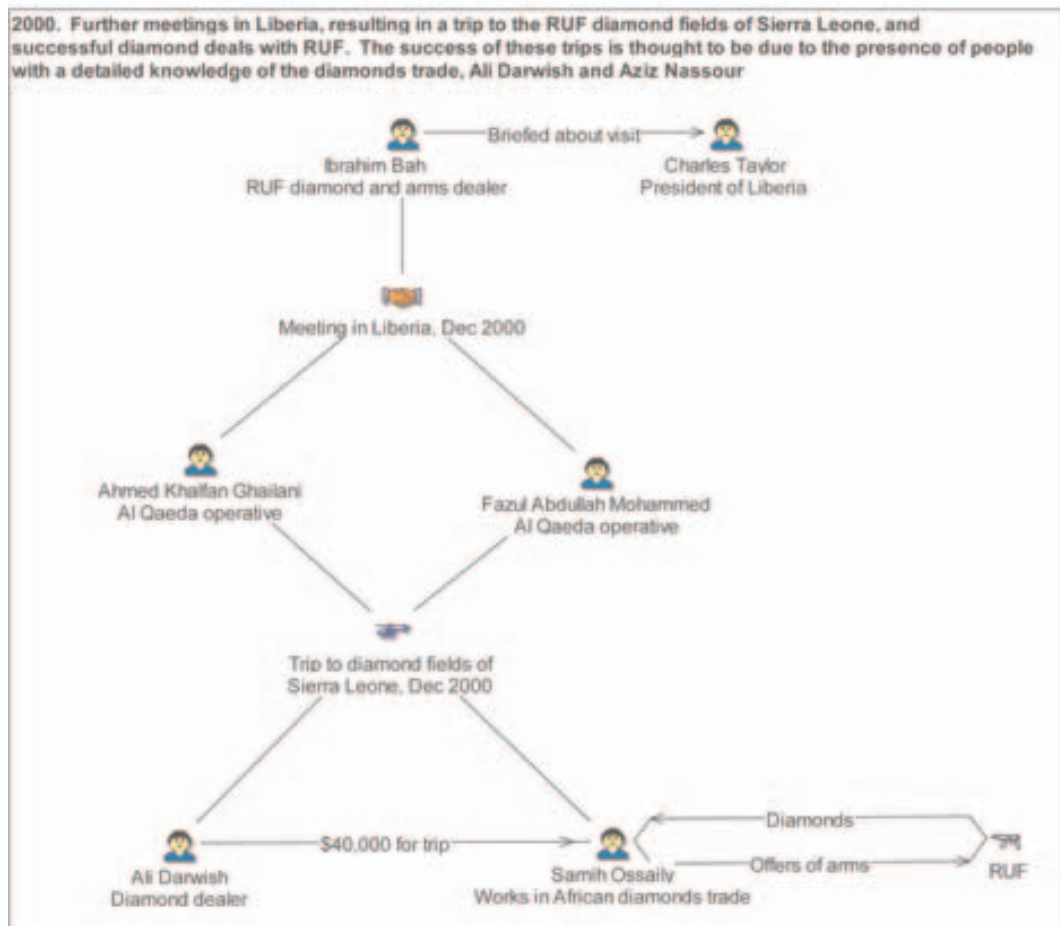 2000. Further meetings in Liberia, resulting in a trip to the RUF diamond fields of Sierra Leone, and
successful diamond deals with RUF. The success of these trips is thought to be due to the presence of people
with a detailed knowledge of the diamonds trade, Ali Darwish and Aziz Nassour
Briefed about visit
Ibrahim Bah
RUF diamond and arms dealer
Charles Taylor
President of Liberia
Meeting in Liberia, Dec 2000
Ahmed Khalfan Ghailani
Al Qaeda operative
Fazul Abdullah Mohammed
Al Qaeda operative
Trip to diamond fields of
Sierra Leone, Dec 2000
Diamonds
$40,000 for trip
Offers of arms
RUF
Ali Darwish
Diamond dealer
Samih Ossaily
Works in African diamonds trade